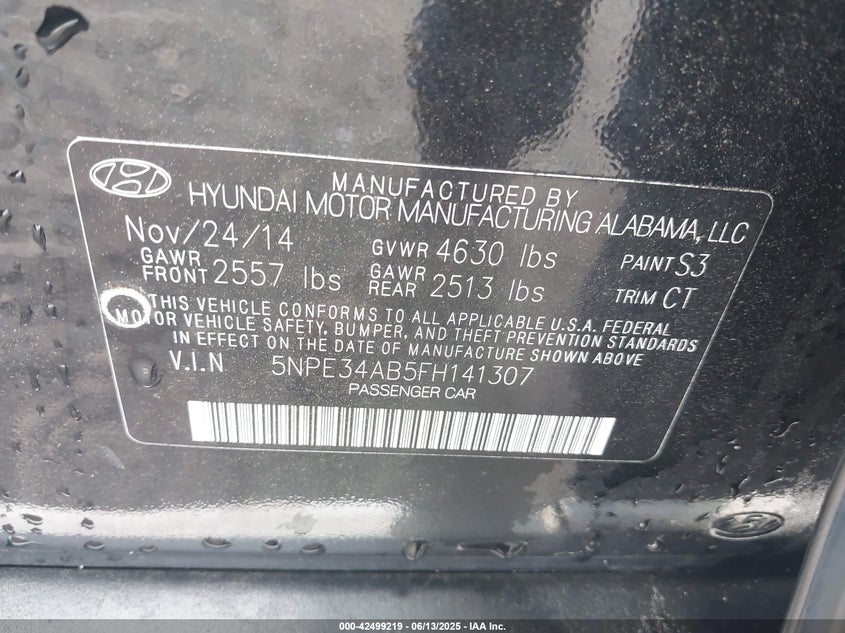 MANUFACTURED BY
HYUNDAI MOTOR MANUFACTURING ALABAMA, LLC
Nov/24/14 GVWR 4630 lbs PAINT S3
GAWR FRONT 2557 lbs GAWR REAR 2513 lbs TRIM CT
THIS VEHICLE CONFORMS TO ALL APPLICABLE U.S.A. FEDERAL
MOTOR VEHICLE SAFETY, BUMPER, AND THEFT PREVENTION STANDARDS
IN EFFECT ON THE DATE OF MANUFACTURE SHOWN ABOVE
V.I.N 5NPE34AB5FH141307
PASSENGER CAR
000-42499219 - 06/13/2025 - IAA Inc.